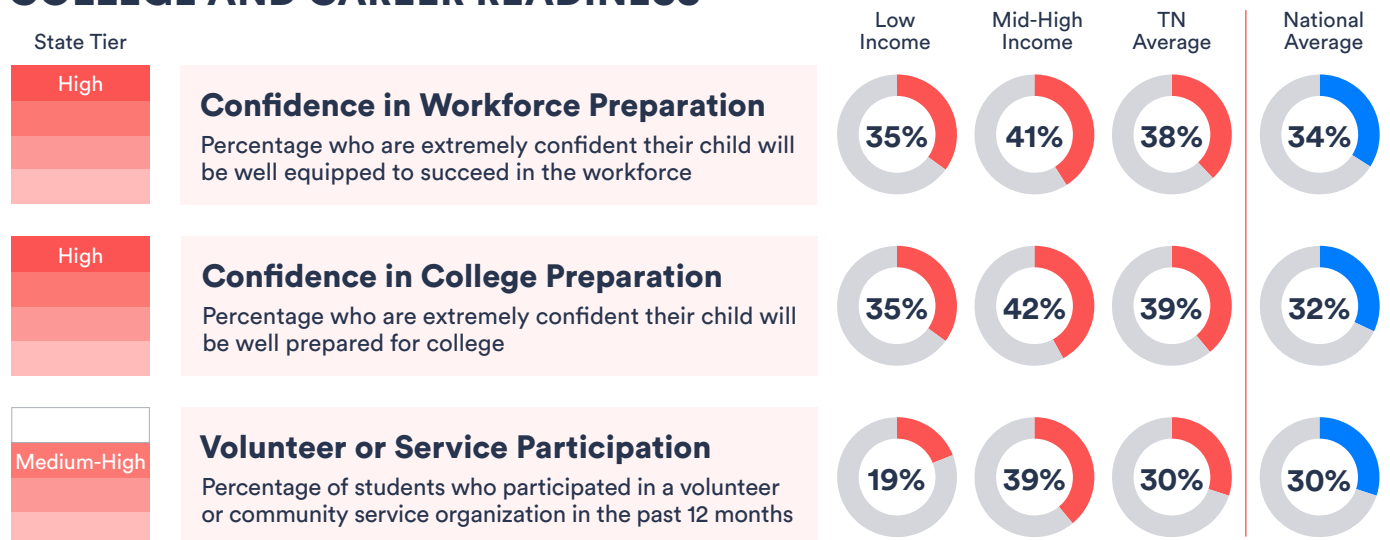 COLLEGE AND CAREER READINESS
State Tier
Low
Income
Mid-High
Income
TN
Average
National
Average
High
Confidence in Workforce Preparation
Percentage who are extremely confident their child will
be well equipped to succeed in the workforce
35%
41%
38%
34%
High
Confidence in College Preparation
Percentage who are extremely confident their child will
be well prepared for college
35%
42%
39%
32%
Medium-High
Volunteer or Service Participation
Percentage of students who participated in a volunteer
or community service organization in the past 12 months
19%
39%
30%
30%